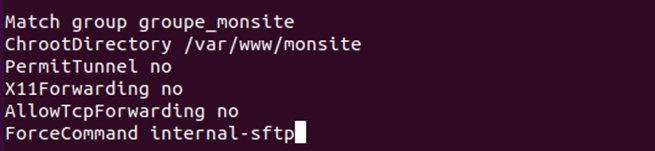 Match group groupe_monsite
ChrootDirectory /var/www/monsite
PermitTunnel no
X11Forwarding no
AllowTcpForwarding no
ForceCommand internal-sftp